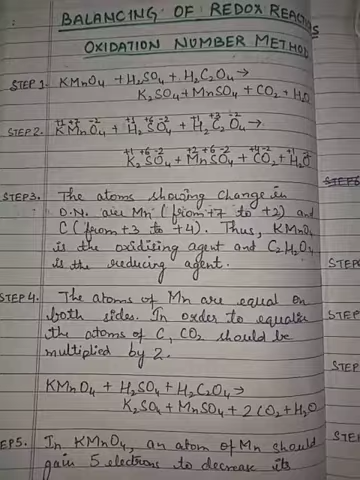 BALANCING OF REDOX REACTIONS
OXIDATION NUMBER METHOD
STEP 1. KMnO4 + H2SO4 + H2C2O4 →
K2SO4 + MnSO4 + CO2 + H2O
STEP 2. +1 +7 -2 +1 +6 -2 +1 +3 -2
KMnO4 + H2SO4 + H2C2O4 →
+1 +6 -2 +2 +6 -2 +4 -2 +1 -2
K2SO4 + MnSO4 + CO2 + H2O
STEP3. The atoms showing change in
O.N. are Mn (from +7 to +2) and
C (from +3 to +4). Thus, KMnO4
is the oxidising agent and C2H2O4
is the reducing agent.
STEP 4. The atoms of Mn are equal on
both sides. In order to equalise
the atoms of C, CO2 should be
multiplied by 2.
KMnO4 + H2SO4 + H2C2O4 →
K2SO4 + MnSO4 + 2CO2 + H2O
STEP5. In KMnO4, an atom of Mn should
gain 5 electrons to decrease its
STEP
STEP
STEP
STE